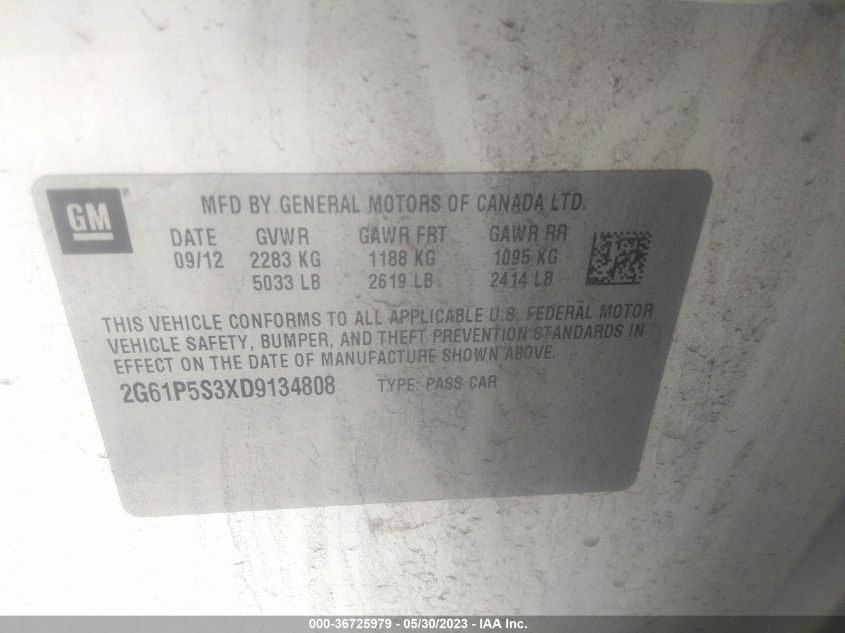 GM®
MFD BY GENERAL MOTORS OF CANADA LTD.
DATE GVWR GAWR FRT GAWR RR
09/12 2283 KG 1188 KG 1095 KG
5033 LB 2619 LB 2414 LB
THIS VEHICLE CONFORMS TO ALL APPLICABLE U.S. FEDERAL MOTOR
VEHICLE SAFETY, BUMPER, AND THEFT PREVENTION STANDARDS IN
EFFECT ON THE DATE OF MANUFACTURE SHOWN ABOVE.
2G61P5S3XD9134808 TYPE: PASS CAR
000-36725979 - 05/30/2023 - IAA Inc.